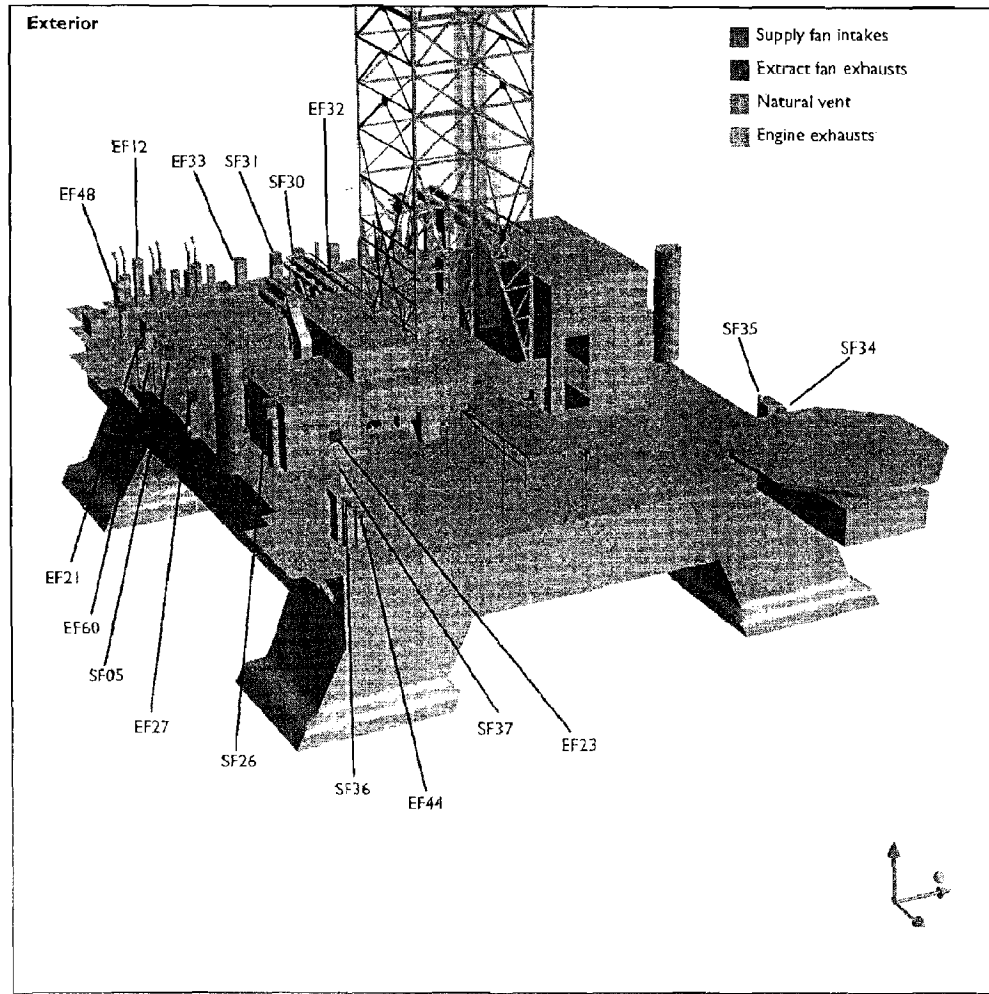 Exterior
Supply fan intakes
Extract fan exhausts
Natural vent
Engine exhausts
EF32
EF12
EF33
SF31
SF30
EF48
SF35
SF34
EF21
EF60
SF05
EF27
SF26
SF37
EF23
SF36
EF44